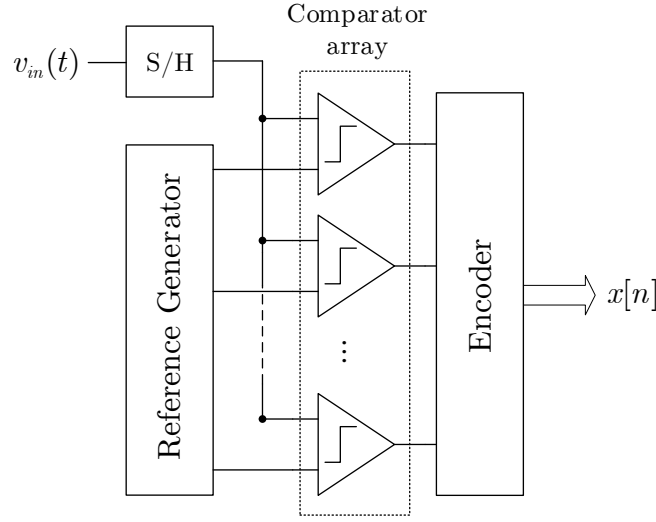 Comparator
array
v_in(t)
S/H
Reference Generator
...
Encoder
x[n]